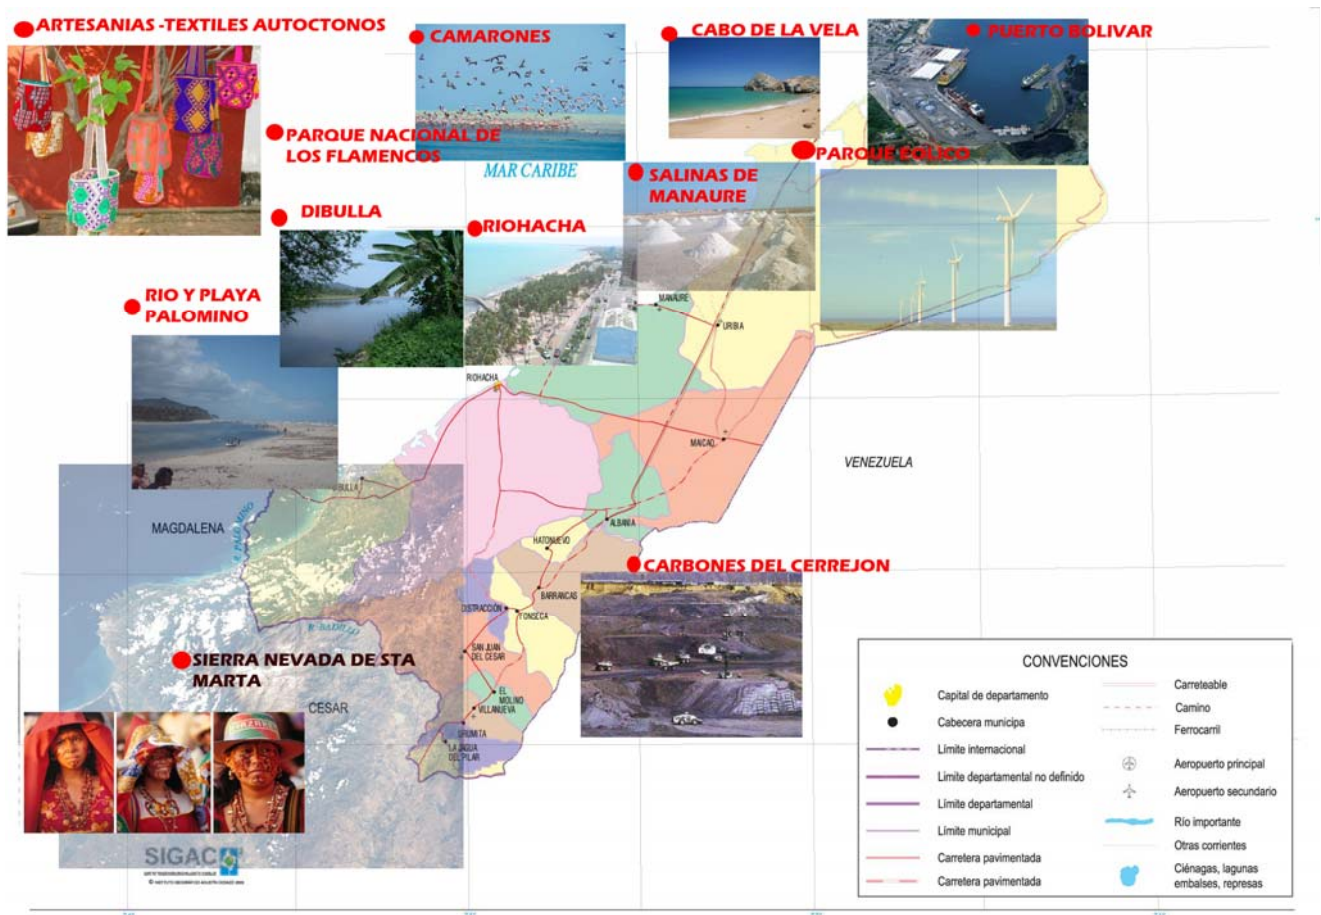 ARTESANIAS -TEXTILES AUTOCTONOS
CAMARONES
CABO DE LA VELA
PUERTO BOLIVAR
PARQUE NACIONAL DE
LOS FLAMENCOS
MAR CARIBE
PARQUE EOLICO
SALINAS DE
MANAURE
DIBULLA
RIOHACHA
RIO Y PLAYA
PALOMINO
MANAURE
URIBIA
RIOHACHA
MAICAO
VENEZUELA
DIBULLA
MAGDALENA
R. PALOMINO
ALBANIA
HATONUEVO
CARBONES DEL CERREJON
BARRANCAS
DISTRACCIÓN
FONSECA
R. BADILLO
SAN JUAN
DEL CESAR
SIERRA NEVADA DE STA
MARTA
CESAR
EL
MOLINO
VILLANUEVA
URUMITA
LA JAGUA
DEL PILAR
SIGAC
CONVENCIONES
Capital de departamento
Cabecera municipa
Límite internacional
Limite departamental no definido
Límite departamental
Límite municipal
Carretera pavimentada
Carretera pavimentada
Carreteable
Camino
Ferrocarril
Aeropuerto principal
Aeropuerto secundario
Río importante
Otras corrientes
Ciénagas, lagunas
embalses, represas